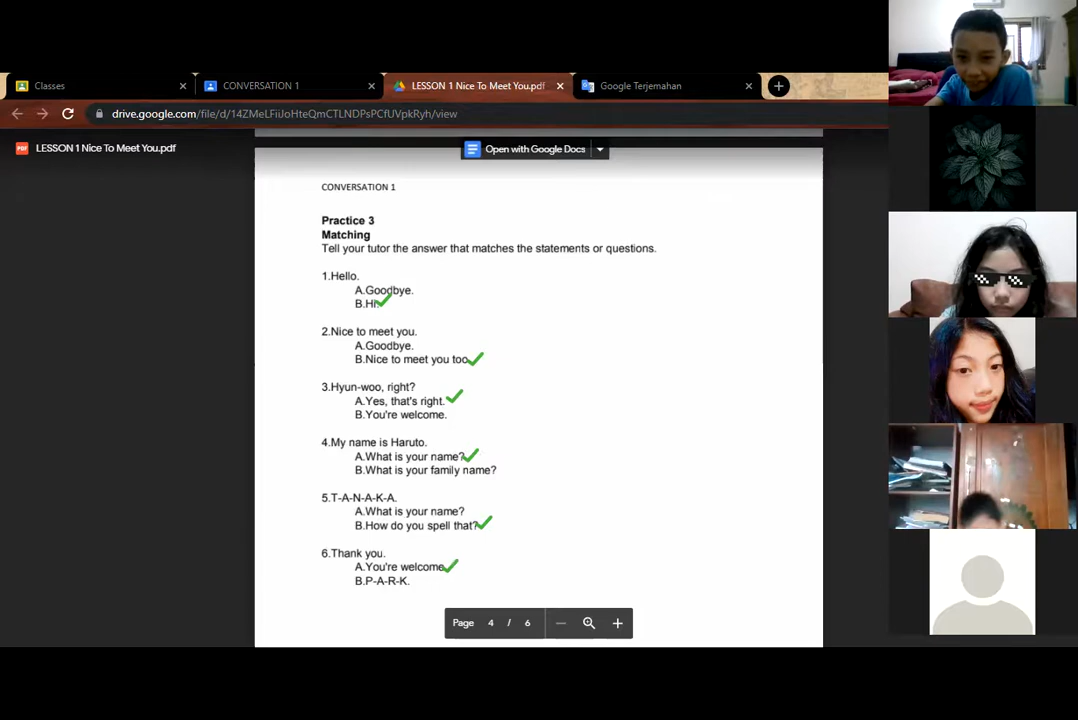 Classes
CONVERSATION 1
LESSON 1 Nice To Meet You.pdf
Google Terjemahan
drive.google.com/file/d/14ZMeLFiiJoHteQmCTLNDPsPCfUVpkRyh/view
PDF
LESSON 1 Nice To Meet You.pdf
Open with Google Docs
CONVERSATION 1
Practice 3
Matching
Tell your tutor the answer that matches the statements or questions.
1.Hello.
A.Goodbye.
B.Hi.
2.Nice to meet you.
A.Goodbye.
B.Nice to meet you too
3.Hyun-woo, right?
A.Yes, that's right.
B.You're welcome.
4.My name is Haruto.
A.What is your name?
B.What is your family name?
5.T-A-N-A-K-A.
A.What is your name?
B.How do you spell that?
6.Thank you.
A.You're welcome
B.P-A-R-K.
Page 4 / 6